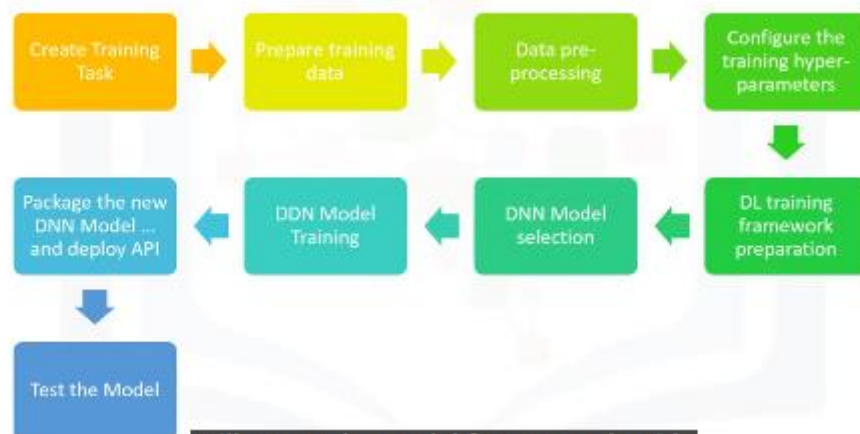 Create Training
Task
Prepare training
data
Data pre-
processing
Configure the
training hyper-
parameters
DL training
framework
preparation
DNN Model
selection
DDN Model
Training
Package the new
DNN Model ...
and deploy API
Test the Model